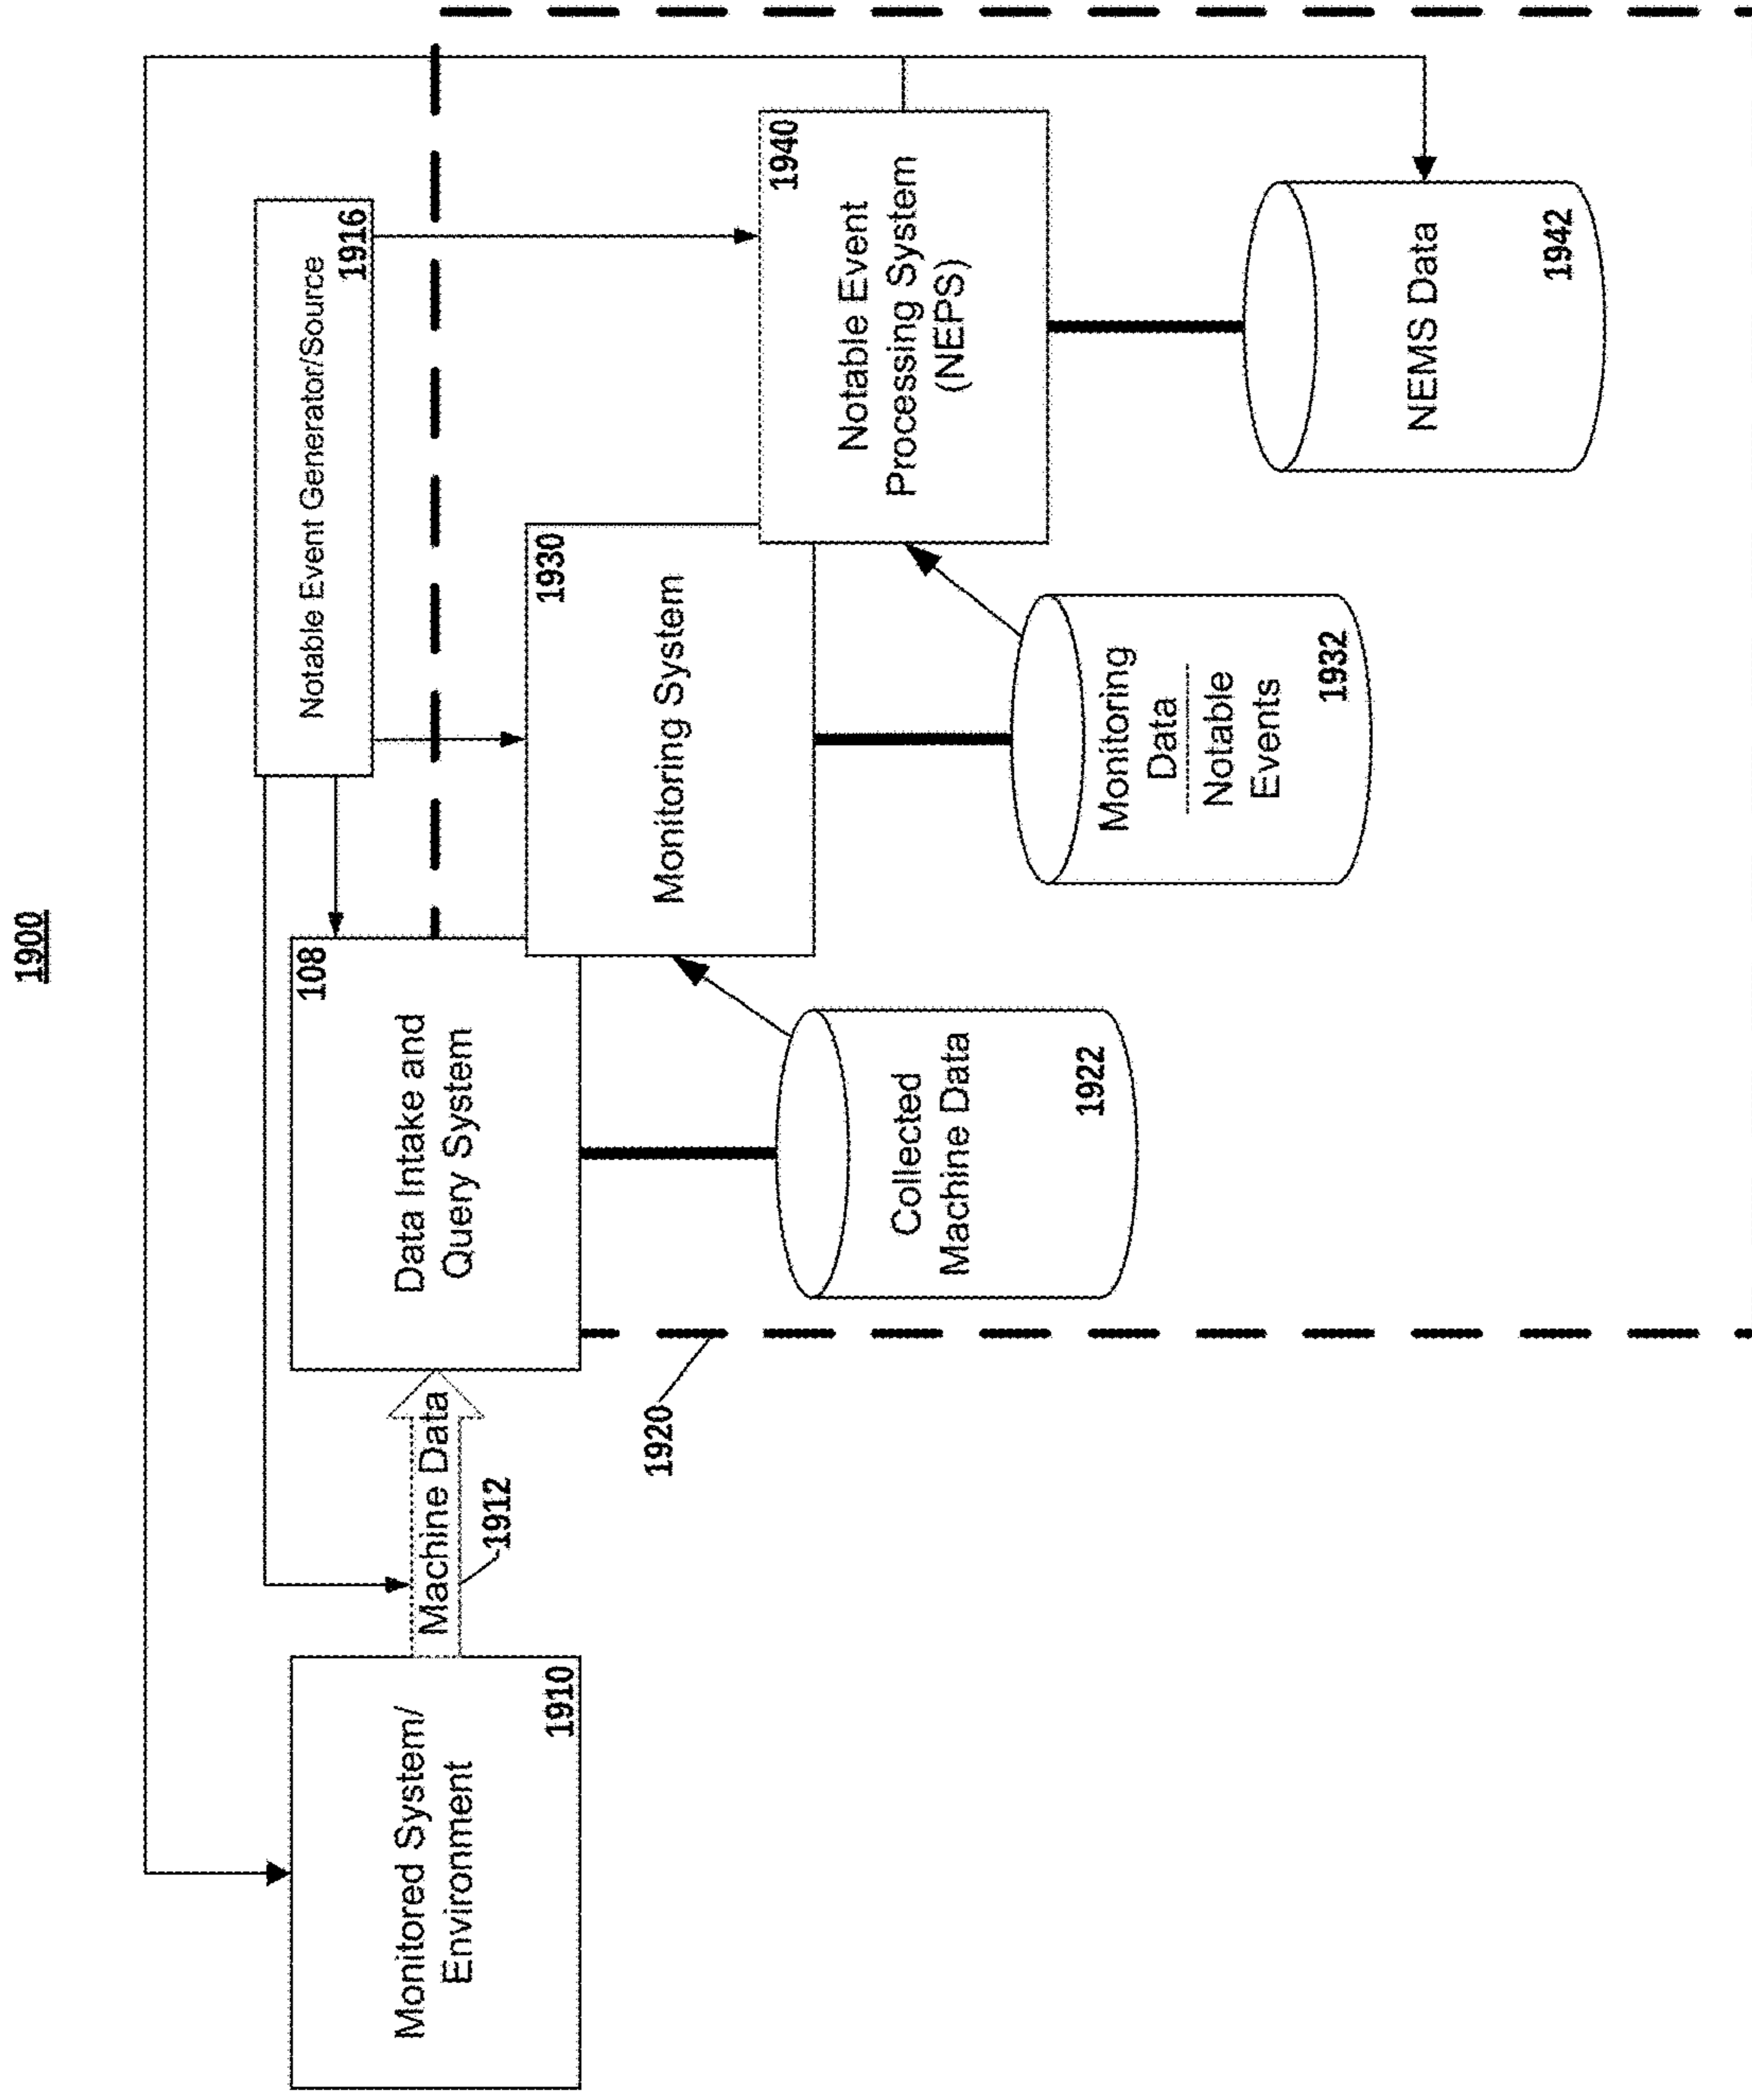 1900
Notable Event Generator/Source
1916
Monitored System/
Environment
1910
Machine Data
1912
108
Data Intake and
Query System
1920
Collected
Machine Data
1922
1930
Monitoring System
Monitoring
Data
Notable
Events
1932
1940
Notable Event
Processing System
(NEPS)
NEMS Data
1942